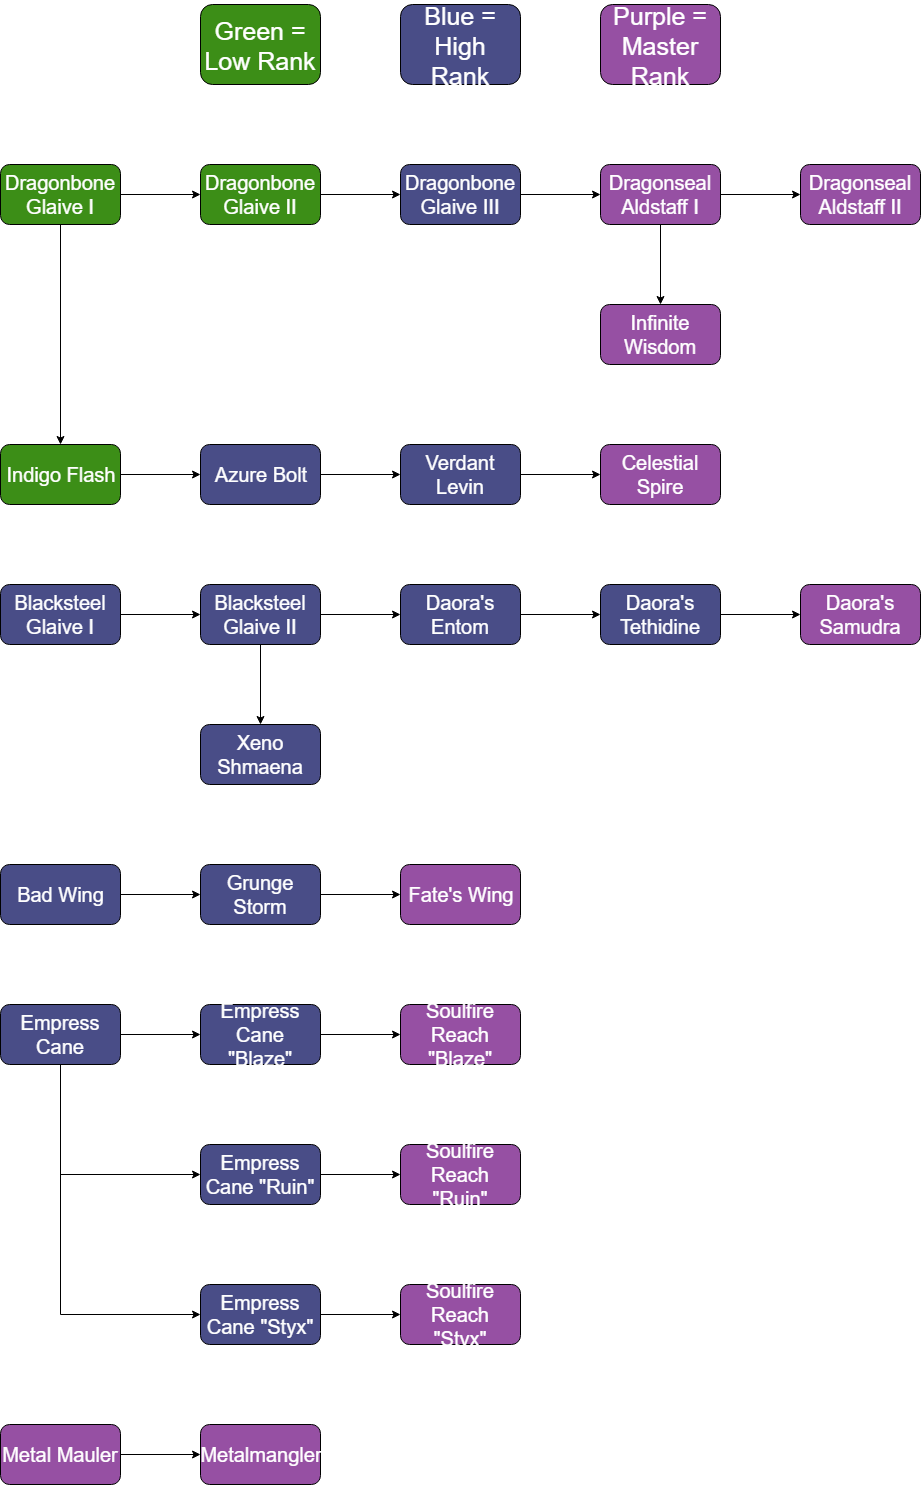 Green =
Low Rank
Blue =
High
Rank
Purple =
Master
Rank
Dragonbone
Glaive I
Dragonbone
Glaive II
Dragonbone
Glaive III
Dragonseal
Aldstaff I
Dragonseal
Aldstaff II
Infinite
Wisdom
Indigo Flash
Azure Bolt
Verdant
Levin
Celestial
Spire
Blacksteel
Glaive I
Blacksteel
Glaive II
Daora's
Entom
Daora's
Tethidine
Daora's
Samudra
Xeno
Shmaena
Bad Wing
Grunge
Storm
Fate's Wing
Empress
Cane
Empress
Cane
"Blaze"
Soulfire
Reach
"Blaze"
Empress
Cane "Ruin"
Soulfire
Reach
"Ruin"
Empress
Cane "Styx"
Soulfire
Reach
"Styx"
Metal Mauler
Metalmangler